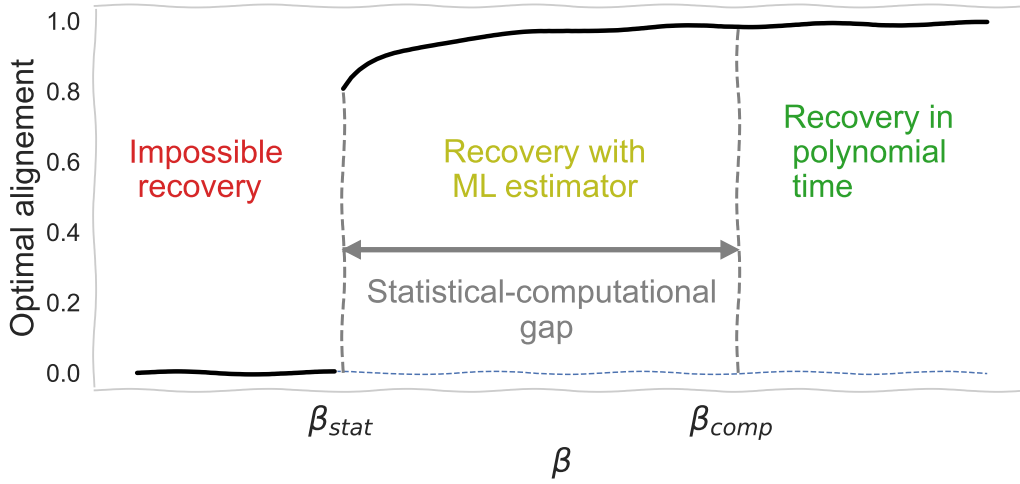 Optimal alignement
1.0
0.8
0.6
0.4
0.2
0.0
Impossible
recovery
Recovery with
ML estimator
Recovery in
polynomial
time
Statistical-computational
gap
β_stat
β_comp
β